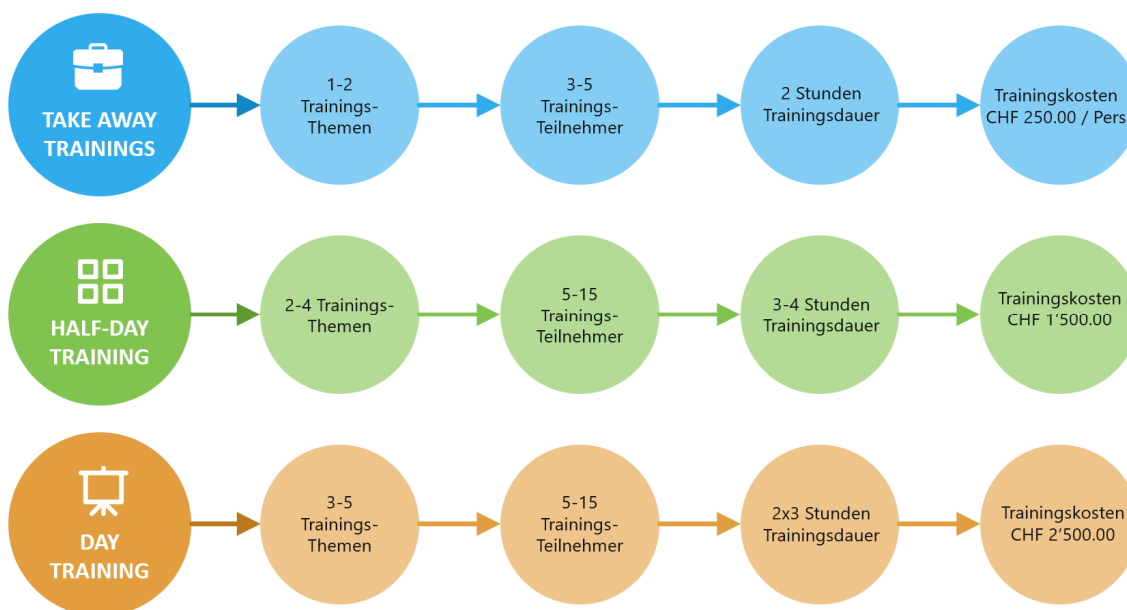 TAKE AWAY
TRAININGS
1-2
Trainings-
Themen
3-5
Trainings-
Teilnehmer
2 Stunden
Trainingsdauer
Trainingskosten
CHF 250.00 / Pers
HALF-DAY
TRAINING
2-4 Trainings-
Themen
5-15
Trainings-
Teilnehmer
3-4 Stunden
Trainingsdauer
Trainingskosten
CHF 1'500.00
DAY
TRAINING
3-5
Trainings-
Themen
5-15
Trainings-
Teilnehmer
2x3 Stunden
Trainingsdauer
Trainingskosten
CHF 2'500.00